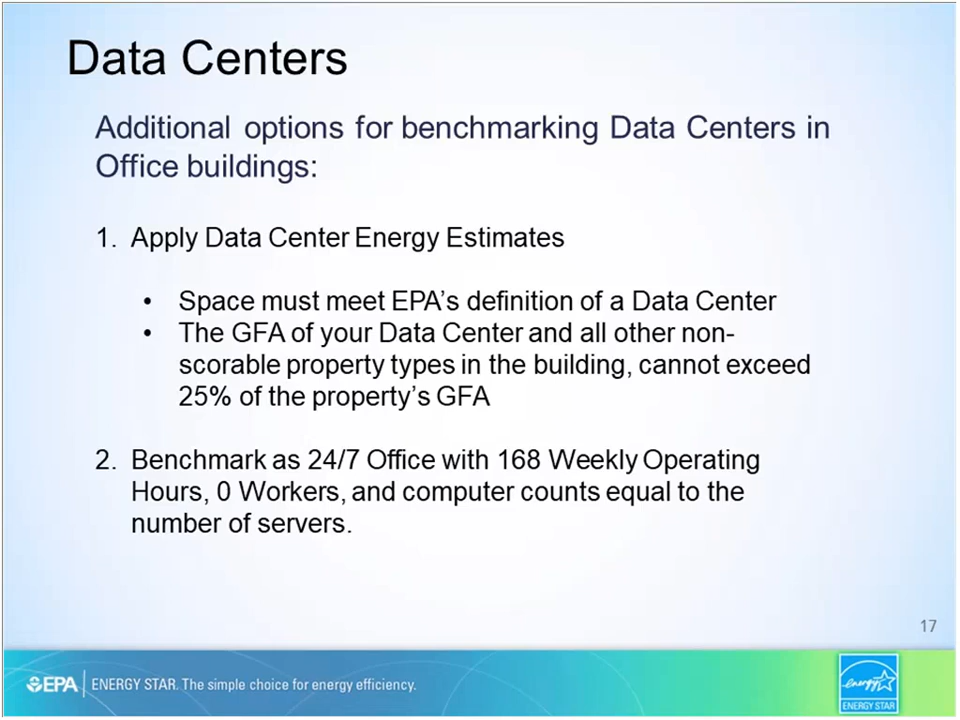 Data Centers
Additional options for benchmarking Data Centers in
Office buildings:
1. Apply Data Center Energy Estimates
• Space must meet EPA’s definition of a Data Center
• The GFA of your Data Center and all other non-
scorable property types in the building, cannot exceed
25% of the property’s GFA
2. Benchmark as 24/7 Office with 168 Weekly Operating
Hours, 0 Workers, and computer counts equal to the
number of servers.
17
EPA ENERGY STAR. The simple choice for energy efficiency.
energy
ENERGY STAR